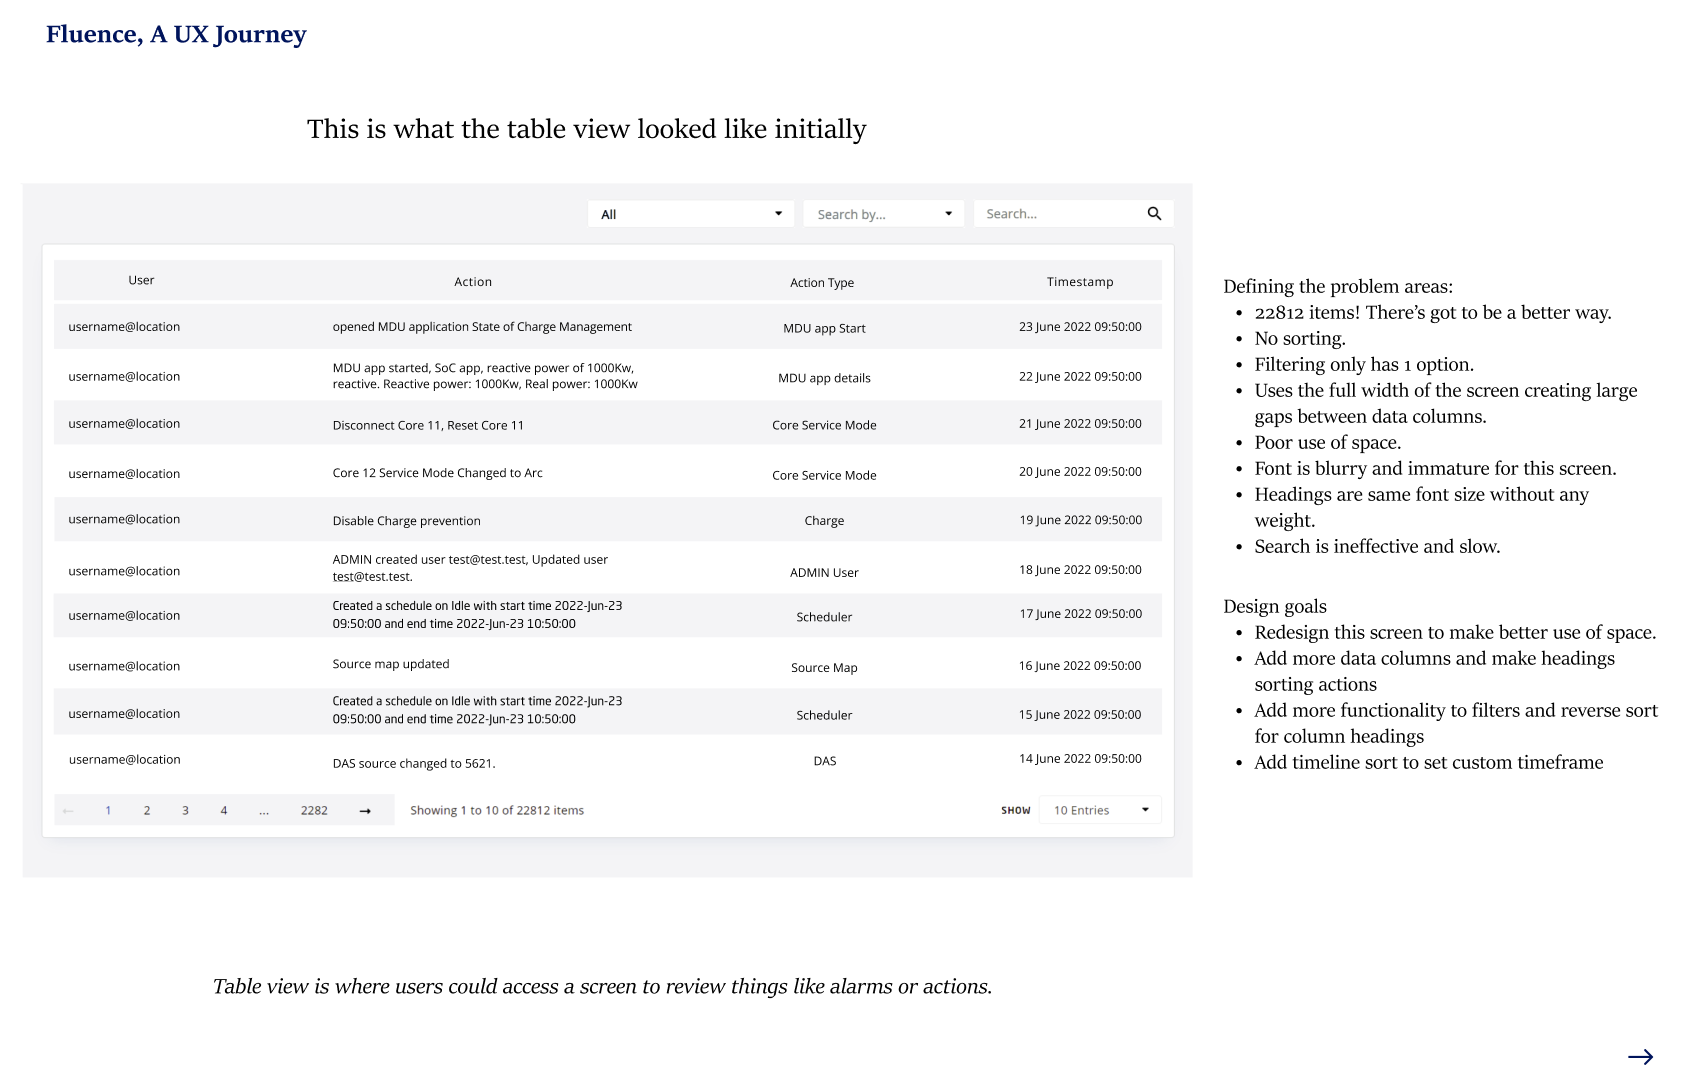 Fluence, A UX Journey
This is what the table view looked like initially
All
Search by...
Search...
User Action Action Type Timestamp
username@location opened MDU application State of Charge Management MDU app Start 23 June 2022 09:50:00
username@location MDU app started, SoC app, reactive power of 1000Kw,
reactive. Reactive power: 1000Kw, Real power: 1000Kw MDU app details 22 June 2022 09:50:00
username@location Disconnect Core 11, Reset Core 11 Core Service Mode 21 June 2022 09:50:00
username@location Core 12 Service Mode Changed to Arc Core Service Mode 20 June 2022 09:50:00
username@location Disable Charge prevention Charge 19 June 2022 09:50:00
username@location ADMIN created user test@test.test, Updated user
test@test.test. ADMIN User 18 June 2022 09:50:00
username@location Created a schedule on Idle with start time 2022-Jun-23
09:50:00 and end time 2022-Jun-23 10:50:00 Scheduler 17 June 2022 09:50:00
username@location Source map updated Source Map 16 June 2022 09:50:00
username@location Created a schedule on Idle with start time 2022-Jun-23
09:50:00 and end time 2022-Jun-23 10:50:00 Scheduler 15 June 2022 09:50:00
username@location DAS source changed to 5621. DAS 14 June 2022 09:50:00
← 1 2 3 4 ... 2282 → Showing 1 to 10 of 22812 items SHOW 10 Entries
Defining the problem areas:
• 22812 items! There's got to be a better way.
• No sorting.
• Filtering only has 1 option.
• Uses the full width of the screen creating large
gaps between data columns.
• Poor use of space.
• Font is blurry and immature for this screen.
• Headings are same font size without any
weight.
• Search is ineffective and slow.
Design goals
• Redesign this screen to make better use of space.
• Add more data columns and make headings
sorting actions
• Add more functionality to filters and reverse sort
for column headings
• Add timeline sort to set custom timeframe
Table view is where users could access a screen to review things like alarms or actions.
→